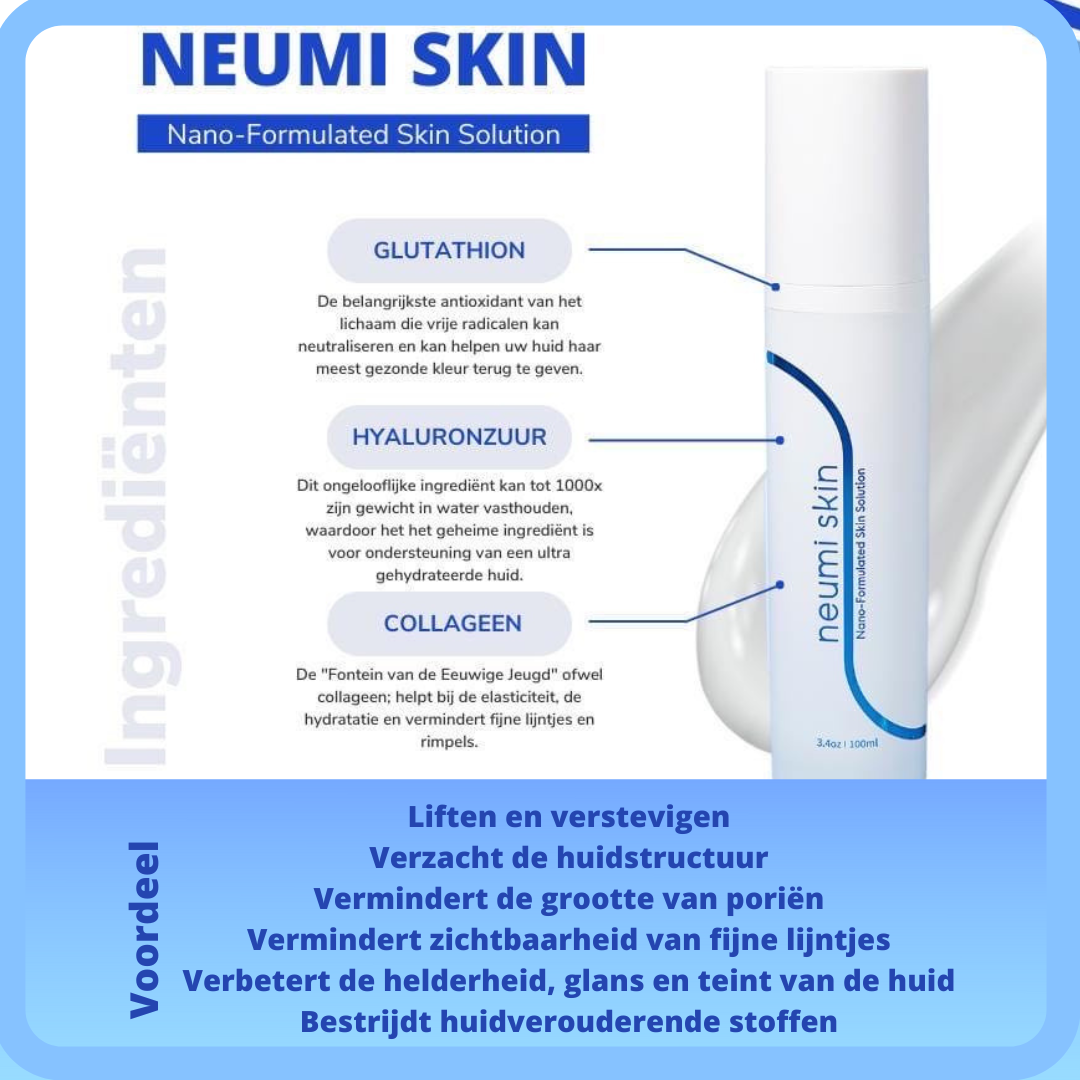 NEUMI SKIN
Nano-Formulated Skin Solution
Ingrediënten
GLUTATHION
De belangrijkste antioxidant van het
lichaam die vrije radicalen kan
neutraliseren en kan helpen uw huid haar
meest gezonde kleur terug te geven.
HYALURONZUUR
Dit ongelooflijke ingrediënt kan tot 1000x
zijn gewicht in water vasthouden,
waardoor het het geheime ingrediënt is
voor ondersteuning van een ultra
gehydrateerde huid.
COLLAGEEN
De "Fontein van de Eeuwige Jeugd" ofwel
collageen; helpt bij de elasticiteit, de
hydratatie en vermindert fijne lijntjes en
rimpels.
neumi skin
Nano-Formulated Skin Solution
3.4oz | 100ml
Voordeel
Liften en verstevigen
Verzacht de huidstructuur
Vermindert de grootte van poriën
Vermindert zichtbaarheid van fijne lijntjes
Verbetert de helderheid, glans en teint van de huid
Bestrijdt huidverouderende stoffen